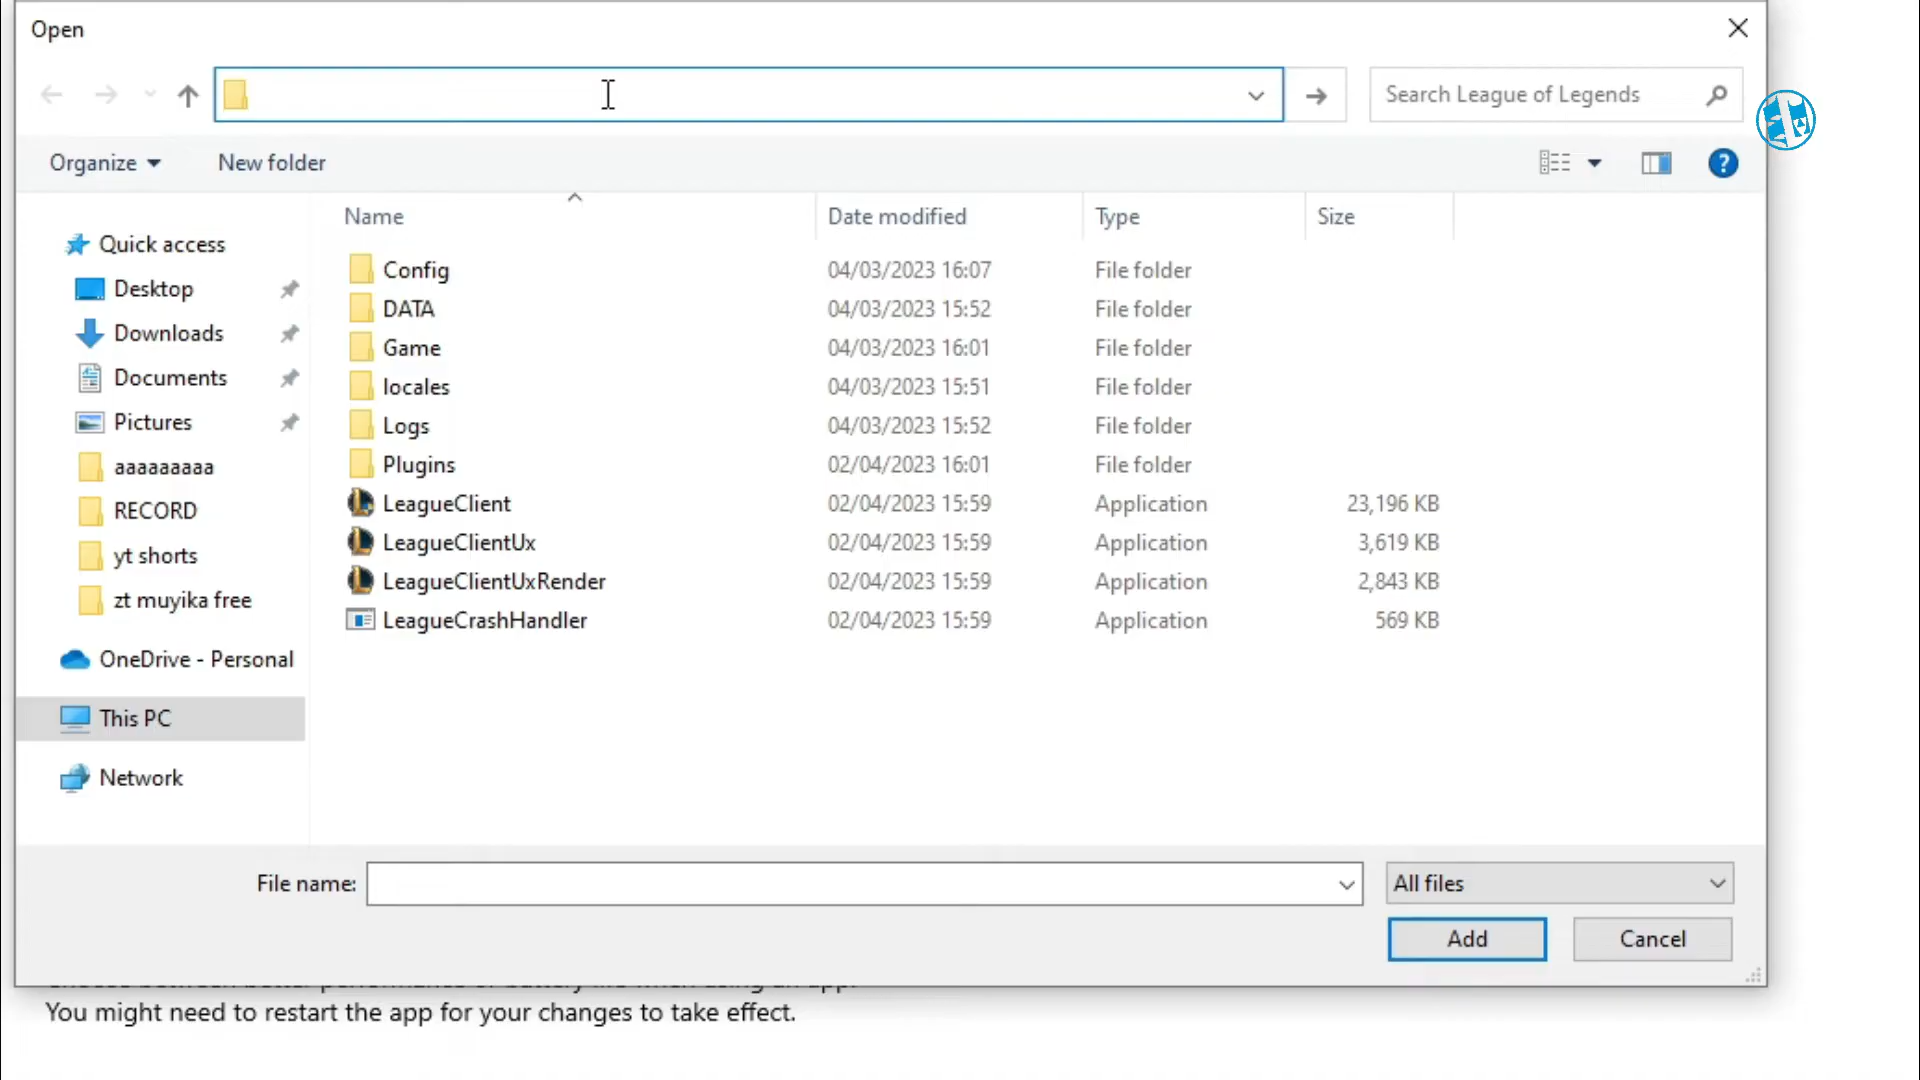 Open
Search League of Legends
Organize
New folder
Name
Date modified
Type
Size
Quick access
Desktop
Downloads
Documents
Pictures
aaaaaaaaa
RECORD
yt shorts
zt muyika free
OneDrive - Personal
This PC
Network
Config 04/03/2023 16:07 File folder
DATA 04/03/2023 15:52 File folder
Game 04/03/2023 16:01 File folder
locales 04/03/2023 15:51 File folder
Logs 04/03/2023 15:52 File folder
Plugins 02/04/2023 16:01 File folder
LeagueClient 02/04/2023 15:59 Application 23,196 KB
LeagueClientUx 02/04/2023 15:59 Application 3,619 KB
LeagueClientUxRender 02/04/2023 15:59 Application 2,843 KB
LeagueCrashHandler 02/04/2023 15:59 Application 569 KB
File name:
All files
Add
Cancel
You might need to restart the app for your changes to take effect.